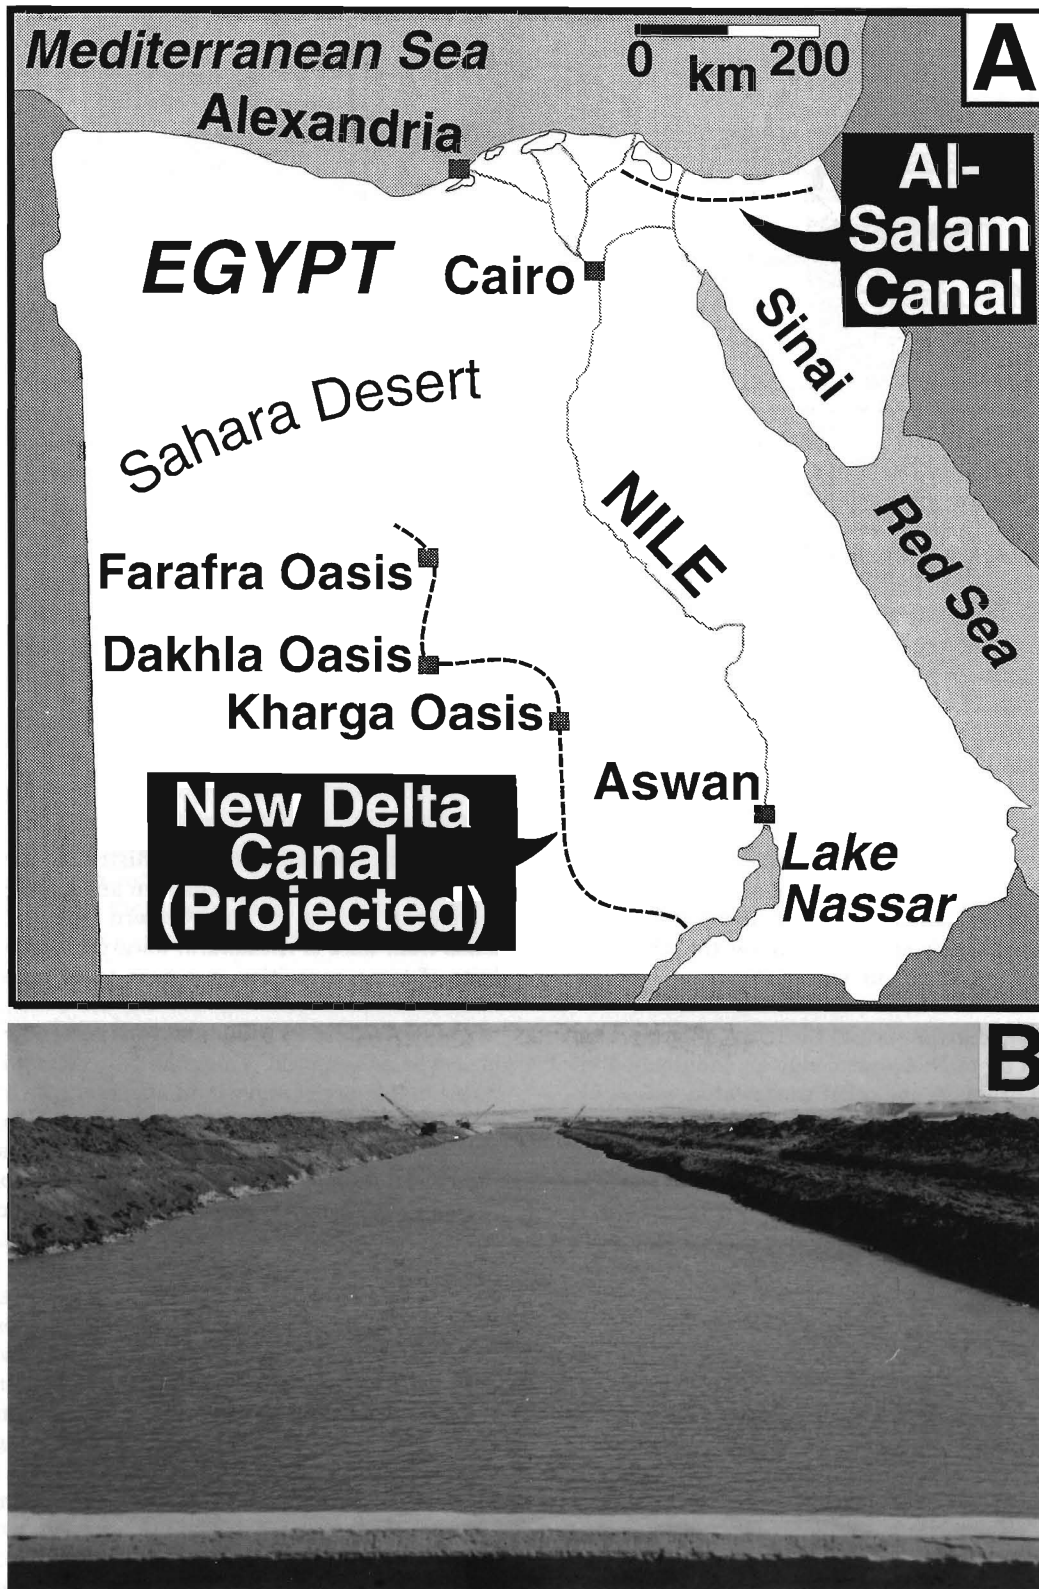 Mediterranean Sea
0 km 200
A
Alexandria
Al-
Salam
Canal
EGYPT
Cairo
Sinai
Sahara Desert
NILE
Red Sea
Farafra Oasis
Dakhla Oasis
Kharga Oasis
New Delta
Canal
(Projected)
Aswan
Lake
Nassar
B